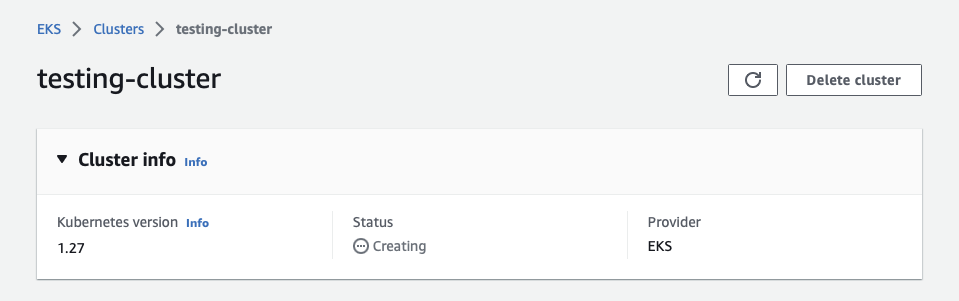 EKS > Clusters > testing-cluster
testing-cluster
Delete cluster
Cluster info Info
Kubernetes version Info
1.27
Status
Creating
Provider
EKS